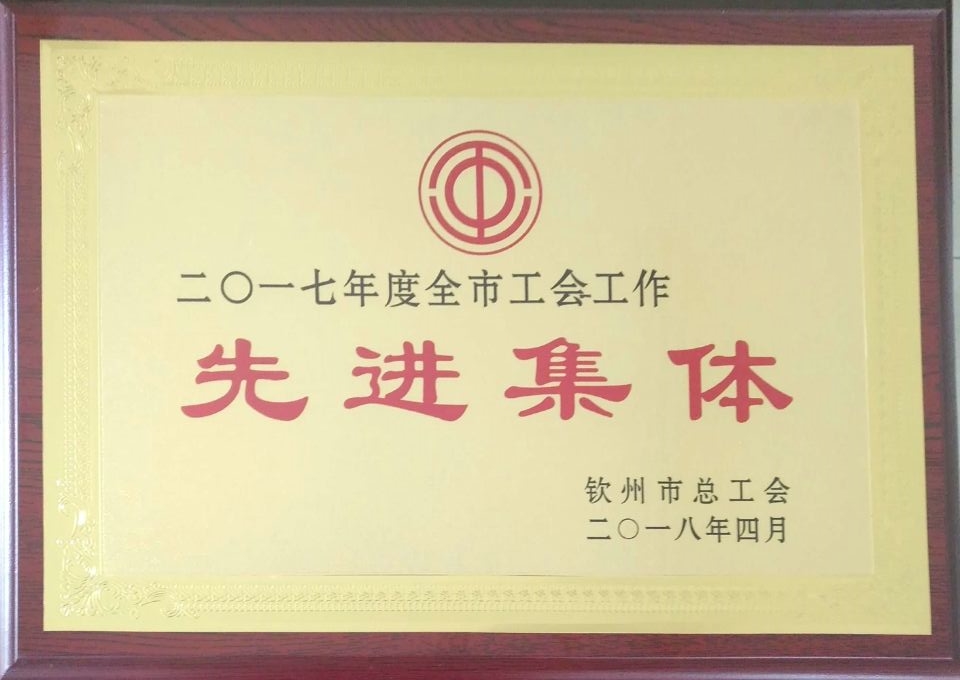 二〇一七年度全市工会工作
先进集体
钦州市总工会
二〇一八年四月